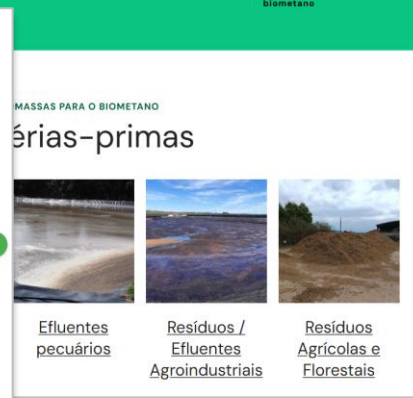 biometano
MASSAS PARA O BIOMETANO
érias-primas
Efluentes
pecuários
Resíduos /
Efluentes
Agroindustriais
Resíduos
Agrícolas e
Florestais